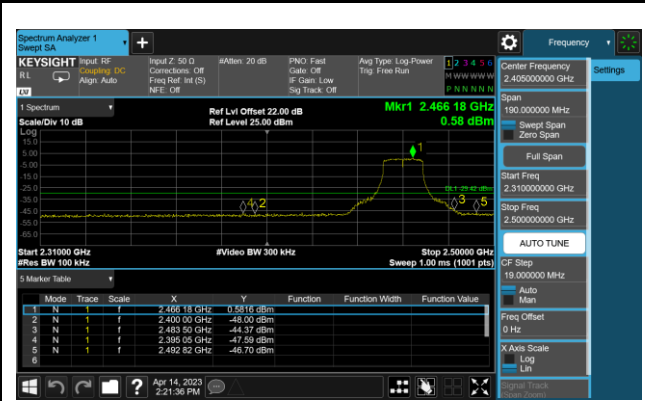 Spectrum Analyzer 1
Swept SA
Frequency
KEYSIGHT
RL
LXI
Input: RF
Coupling: DC
Align: Auto
Input Z: 50 Ω
Corrections: Off
Freq Ref: Int (S)
NFE: Off
#Atten: 20 dB
PNO: Fast
Gate: Off
IF Gain: Low
Sig Track: Off
Avg Type: Log-Power
Trig: Free Run
1 2 3 4 5 6
M W W W W W
P N N N N N
Center Frequency
2.405000000 GHz
Settings
Span
190.000000 MHz
Swept Span
Zero Span
Full Span
Start Freq
2.310000000 GHz
Stop Freq
2.500000000 GHz
AUTO TUNE
CF Step
19.000000 MHz
Auto
Man
Freq Offset
0 Hz
X Axis Scale
Log
Lin
Signal Track
(Span Zoom)
1 Spectrum
Scale/Div 10 dB
Ref Lvl Offset 22.00 dB
Ref Level 25.00 dBm
Mkr1 2.466 18 GHz
0.58 dBm
Log
15.0
5.00
-5.00
-15.0
-25.0
-35.0
-45.0
-55.0
-65.0
1
DL1 -29.42 dBm
4 2
3 5
Start 2.31000 GHz
#Video BW 300 kHz
Stop 2.50000 GHz
#Res BW 100 kHz
Sweep 1.00 ms (1001 pts)
5 Marker Table
Mode Trace Scale X Y Function Function Width Function Value
1 N 1 f 2.466 18 GHz 0.5816 dBm
2 N 1 f 2.400 00 GHz -48.00 dBm
3 N 1 f 2.483 50 GHz -44.37 dBm
4 N 1 f 2.395 05 GHz -47.59 dBm
5 N 1 f 2.492 82 GHz -46.70 dBm
6
?
Apr 14, 2023
2:21:36 PM